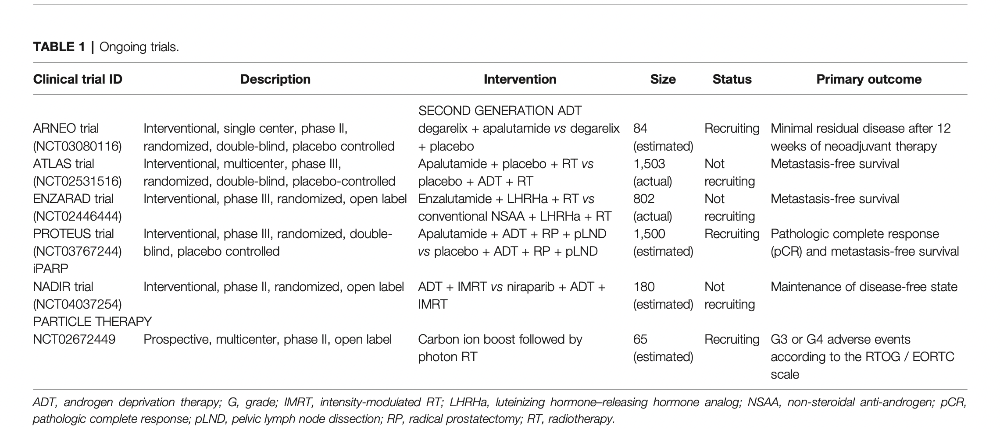 TABLE 1 | Ongoing trials.
Clinical trial ID Description Intervention Size Status Primary outcome
SECOND GENERATION ADT
ARNEO trial Interventional, single center, phase II, degarelix + apalutamide vs degarelix 84 Recruiting Minimal residual disease after 12
(NCT03080116) randomized, double-blind, placebo controlled + placebo (estimated) weeks of neoadjuvant therapy
ATLAS trial Interventional, multicenter, phase III, Apalutamide + placebo + RT vs 1,503 Not Metastasis-free survival
(NCT02531516) randomized, double-blind, placebo-controlled placebo + ADT + RT (actual) recruiting
ENZARAD trial Interventional, phase III, randomized, open label Enzalutamide + LHRHa + RT vs 802 Not Metastasis-free survival
(NCT02446444) conventional NSAA + LHRHa + RT (actual) recruiting
PROTEUS trial Interventional, phase III, randomized, double- Apalutamide + ADT + RP + pLND 1,500 Recruiting Pathologic complete response
(NCT03767244) blind, placebo controlled vs placebo + ADT + RP + pLND (estimated) (pCR) and metastasis-free survival
iPARP
NADIR trial Interventional, phase II, randomized, open label ADT + IMRT vs niraparib + ADT + 180 Not Maintenance of disease-free state
(NCT04037254) IMRT (estimated) recruiting
PARTICLE THERAPY
NCT02672449 Prospective, multicenter, phase II, open label Carbon ion boost followed by 65 Recruiting G3 or G4 adverse events
photon RT (estimated) according to the RTOG / EORTC
scale
ADT, androgen deprivation therapy; G, grade; IMRT, intensity-modulated RT; LHRHa, luteinizing hormone–releasing hormone analog; NSAA, non-steroidal anti-androgen; pCR,
pathologic complete response; pLND, pelvic lymph node dissection; RP, radical prostatectomy; RT, radiotherapy.